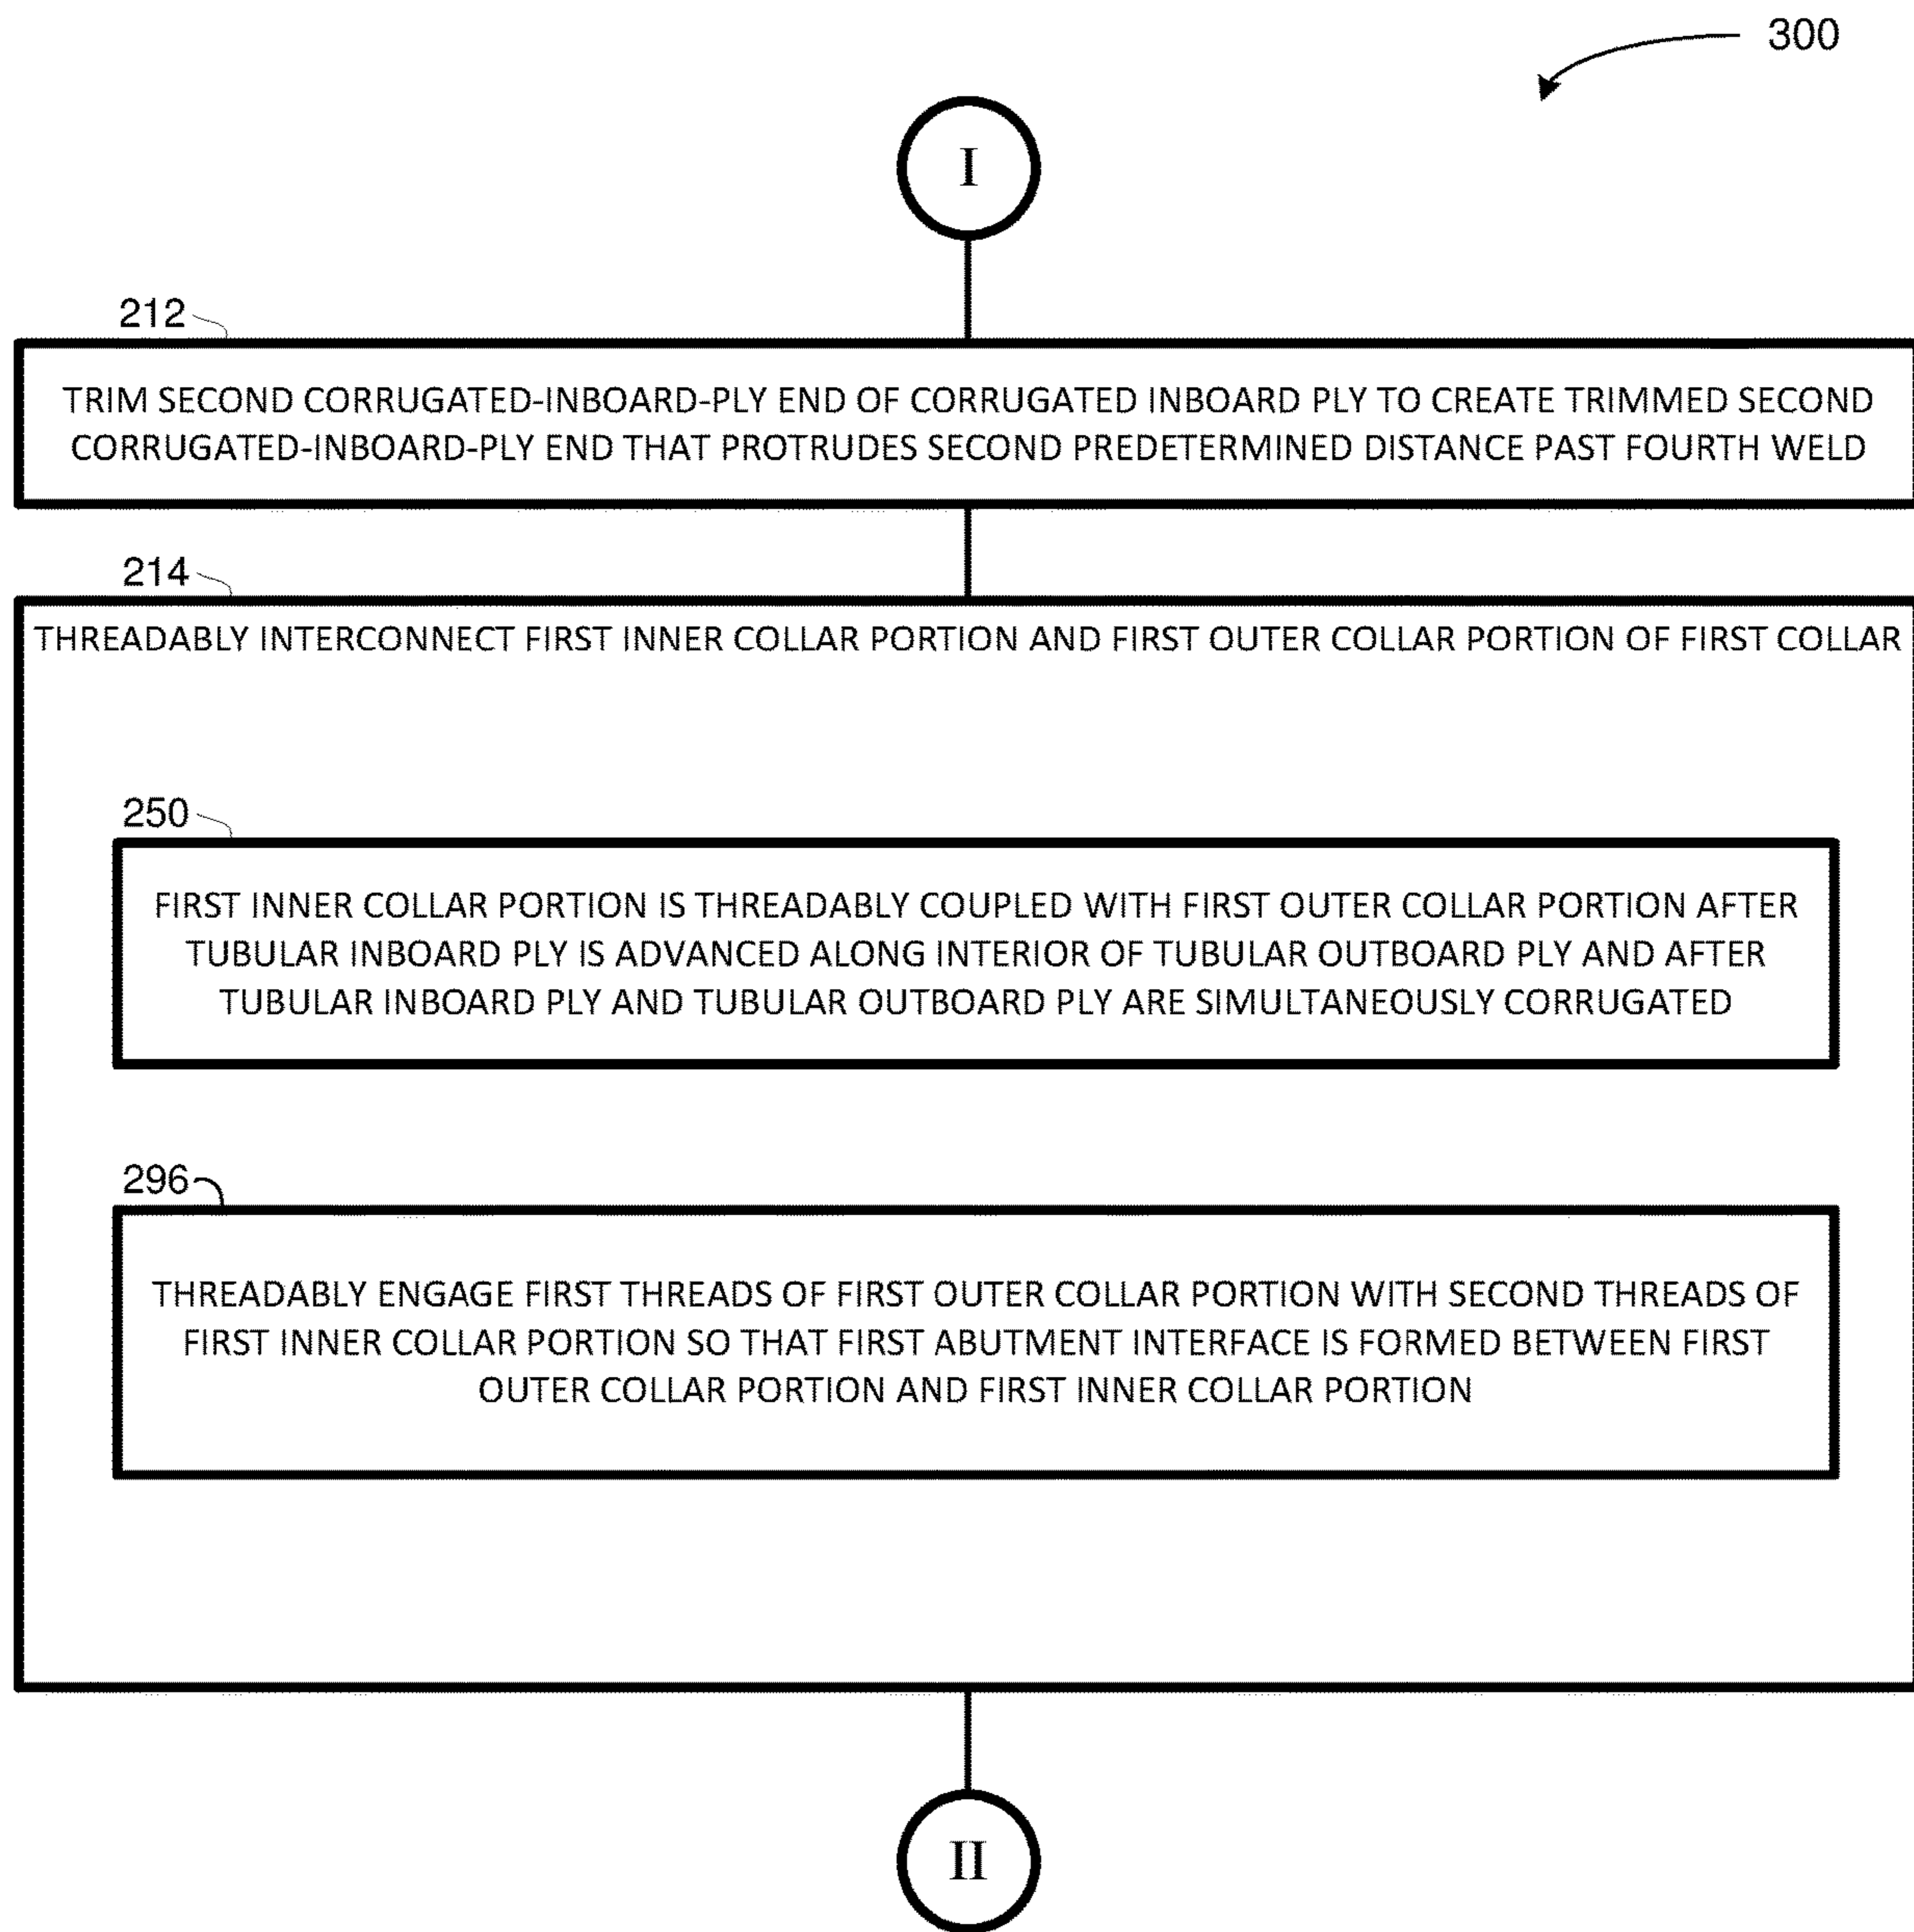 300
I
212
TRIM SECOND CORRUGATED-INBOARD-PLY END OF CORRUGATED INBOARD PLY TO CREATE TRIMMED SECOND
CORRUGATED-INBOARD-PLY END THAT PROTRUDES SECOND PREDETERMINED DISTANCE PAST FOURTH WELD
214
THREADABLY INTERCONNECT FIRST INNER COLLAR PORTION AND FIRST OUTER COLLAR PORTION OF FIRST COLLAR
250
FIRST INNER COLLAR PORTION IS THREADABLY COUPLED WITH FIRST OUTER COLLAR PORTION AFTER
TUBULAR INBOARD PLY IS ADVANCED ALONG INTERIOR OF TUBULAR OUTBOARD PLY AND AFTER
TUBULAR INBOARD PLY AND TUBULAR OUTBOARD PLY ARE SIMULTANEOUSLY CORRUGATED
296
THREADABLY ENGAGE FIRST THREADS OF FIRST OUTER COLLAR PORTION WITH SECOND THREADS OF
FIRST INNER COLLAR PORTION SO THAT FIRST ABUTMENT INTERFACE IS FORMED BETWEEN FIRST
OUTER COLLAR PORTION AND FIRST INNER COLLAR PORTION
II